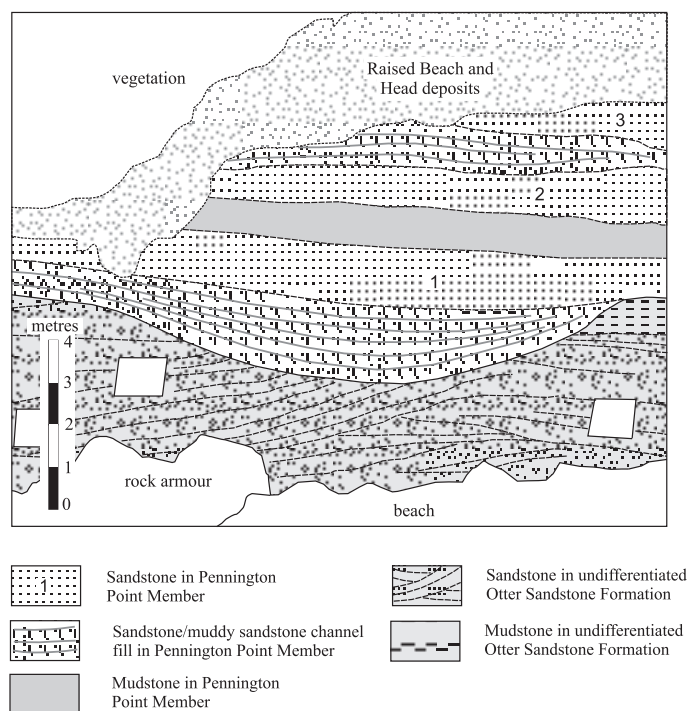 vegetation
Raised Beach and
Head deposits
3
2
1
metres
4
3
2
1
0
rock armour
beach
1
Sandstone in Pennington
Point Member
Sandstone/muddy sandstone channel
fill in Pennington Point Member
Mudstone in Pennington
Point Member
Sandstone in undifferentiated
Otter Sandstone Formation
Mudstone in undifferentiated
Otter Sandstone Formation